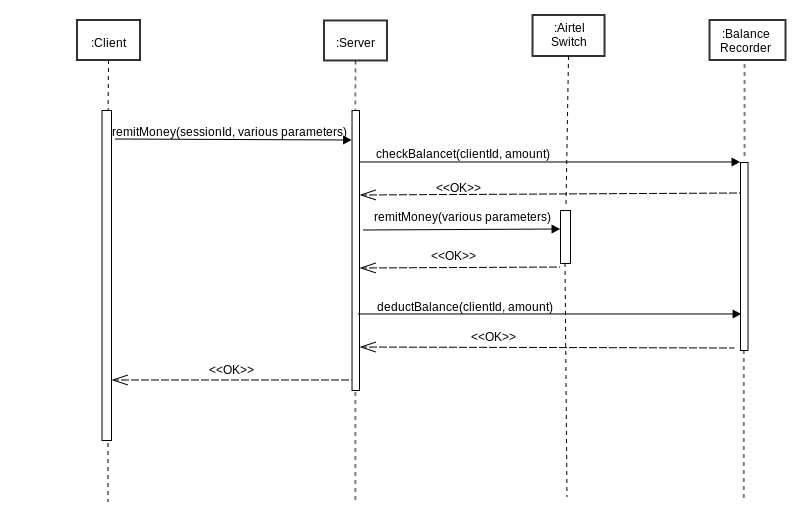 :Client
:Server
:Airtel
Switch
:Balance
Recorder
remitMoney(sessionId, various parameters)
checkBalancet(clientId, amount)
<<OK>>
remitMoney(various parameters)
<<OK>>
deductBalance(clientId, amount)
<<OK>>
<<OK>>